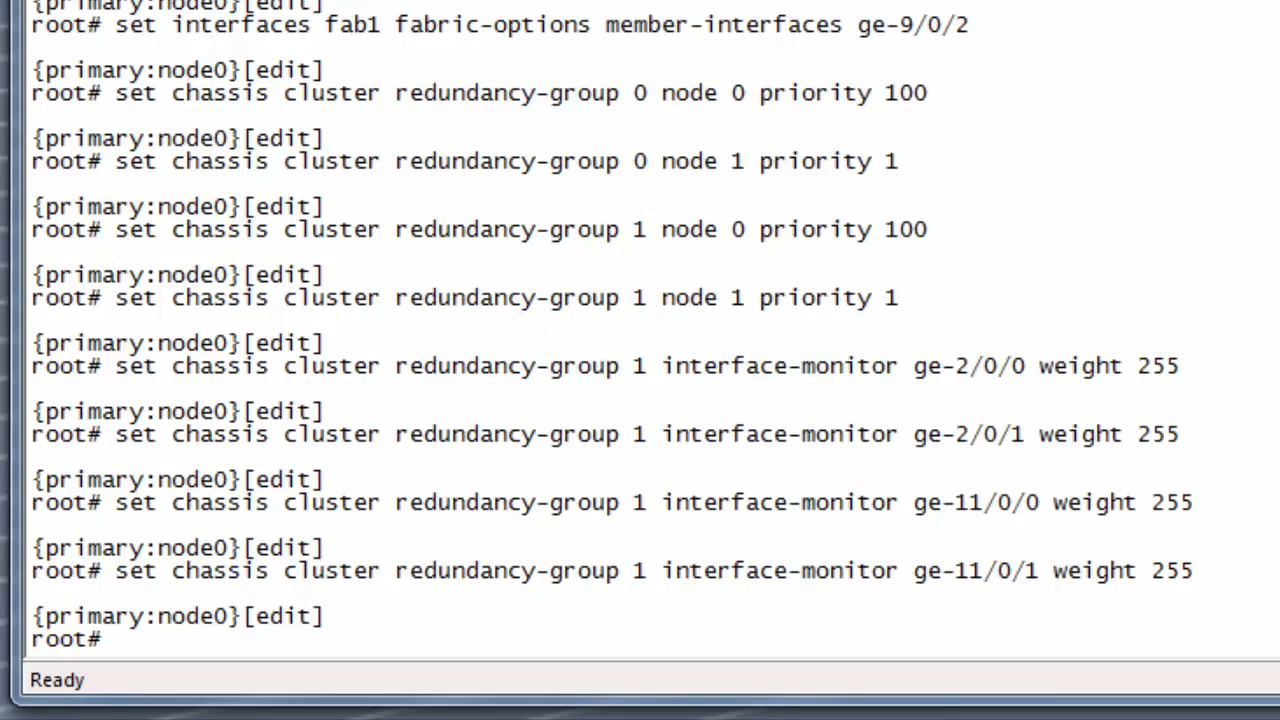 {primary:node0}[edit]
root# set interfaces fab1 fabric-options member-interfaces ge-9/0/2
{primary:node0}[edit]
root# set chassis cluster redundancy-group 0 node 0 priority 100
{primary:node0}[edit]
root# set chassis cluster redundancy-group 0 node 1 priority 1
{primary:node0}[edit]
root# set chassis cluster redundancy-group 1 node 0 priority 100
{primary:node0}[edit]
root# set chassis cluster redundancy-group 1 node 1 priority 1
{primary:node0}[edit]
root# set chassis cluster redundancy-group 1 interface-monitor ge-2/0/0 weight 255
{primary:node0}[edit]
root# set chassis cluster redundancy-group 1 interface-monitor ge-2/0/1 weight 255
{primary:node0}[edit]
root# set chassis cluster redundancy-group 1 interface-monitor ge-11/0/0 weight 255
{primary:node0}[edit]
root# set chassis cluster redundancy-group 1 interface-monitor ge-11/0/1 weight 255
{primary:node0}[edit]
root#
Ready